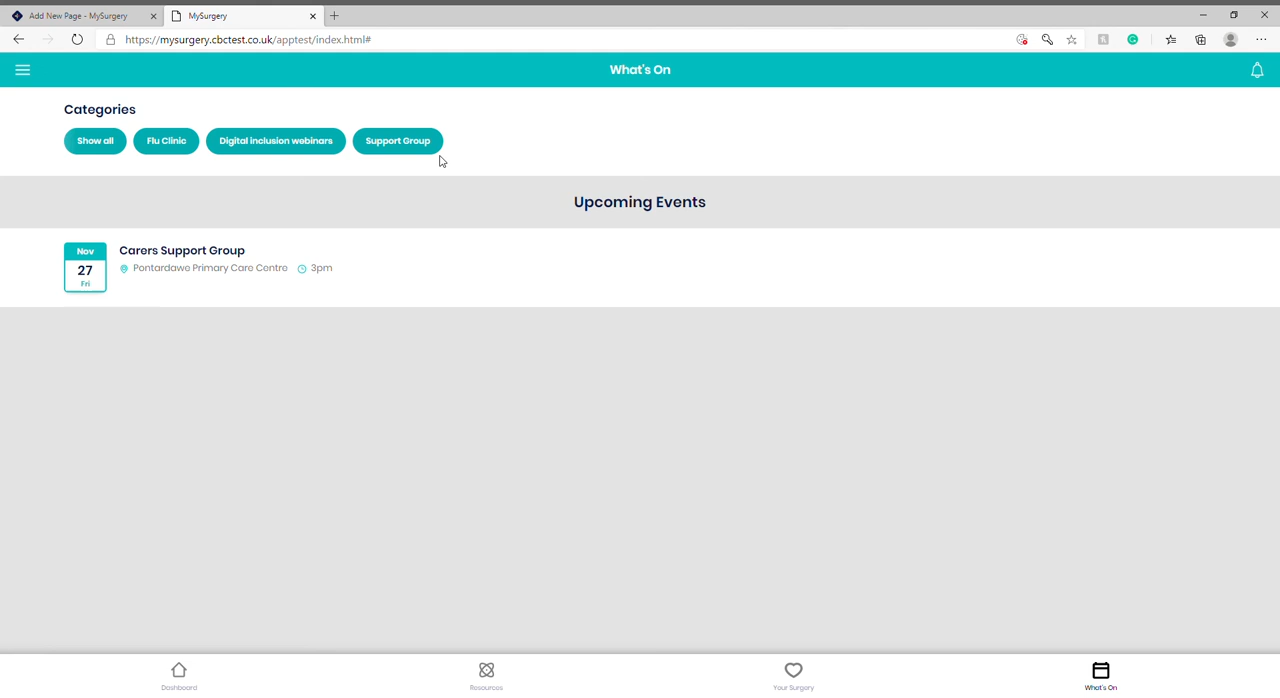 Add New Page - MySurgery
MySurgery
https://mysurgery.cbctest.co.uk/apptest/index.html#
What's On
Categories
Show all
Flu Clinic
Digital inclusion webinars
Support Group
Upcoming Events
Nov
27
Fri
Carers Support Group
Pontardawe Primary Care Centre
3pm
Dashboard
Resources
Your Surgery
What's On